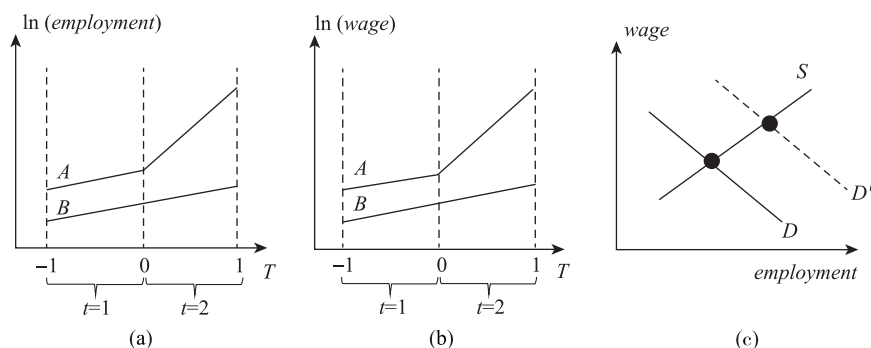 ln (employment)
A
B
−1
0
1
T
t=1
t=2
(a)
ln (wage)
A
B
−1
0
1
T
t=1
t=2
(b)
wage
S
D'
D
employment
(c)